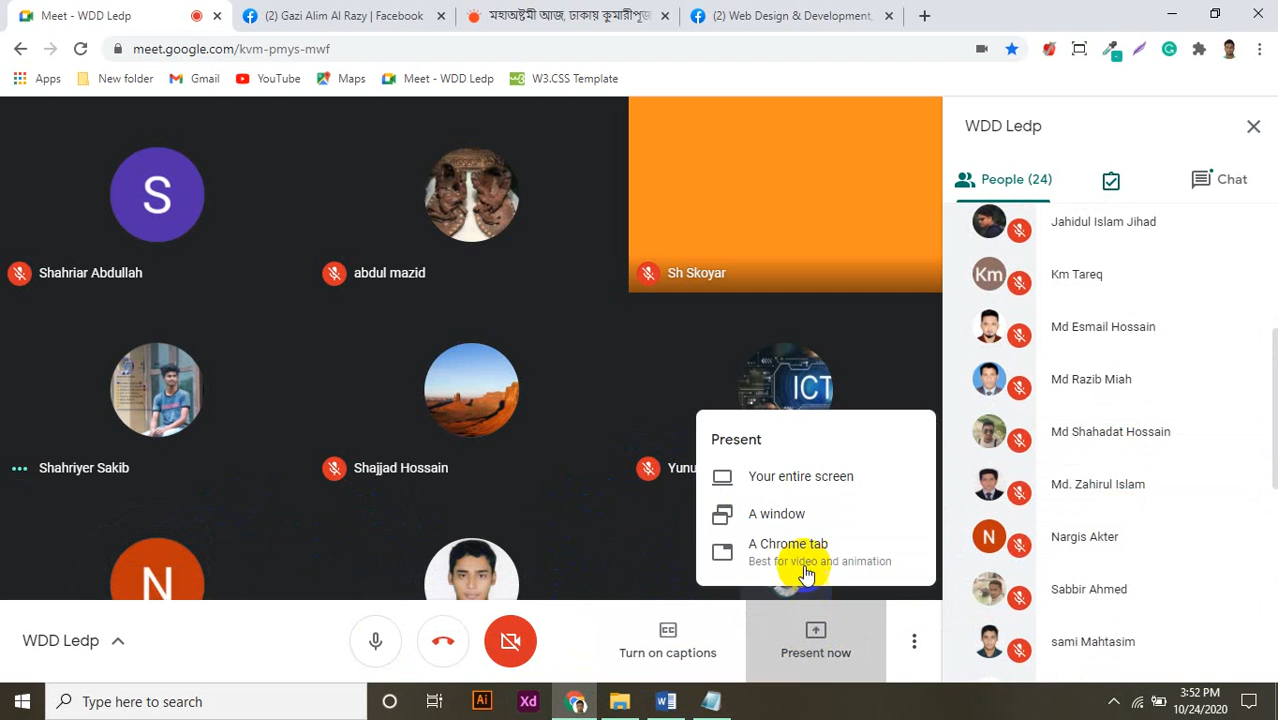 Meet - WDD Ledp
(2) Gazi Alim Al Razy | Facebook
মহাঅষ্টমী আজ, ঢাকায় কুমারীপূজ
(2) Web Design & Development,
meet.google.com/kvm-pmys-mwf
Apps
New folder
Gmail
YouTube
Maps
Meet - WDD Ledp
W3.CSS Template
S
Shahriar Abdullah
abdul mazid
Sh Skoyar
Shahriyer Sakib
Shajjad Hossain
ICT
Yunu
N
Present
Your entire screen
A window
A Chrome tab
Best for video and animation
WDD Ledp
Turn on captions
Present now
WDD Ledp
People (24)
Chat
Jahidul Islam Jihad
Km
Km Tareq
Md Esmail Hossain
Md Razib Miah
Md Shahadat Hossain
Md. Zahirul Islam
N
Nargis Akter
Sabbir Ahmed
sami Mahtasim
Type here to search
Ai
Xd
3:52 PM
10/24/2020